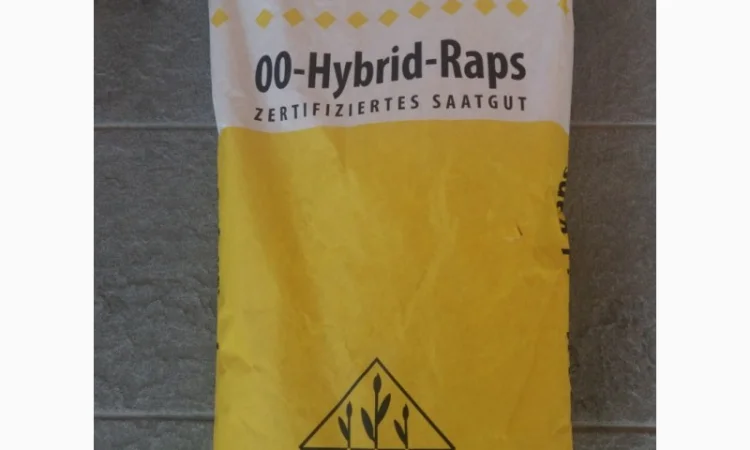 00-Hybrid-Raps
ZERTIFIZIERTES SAATGUT